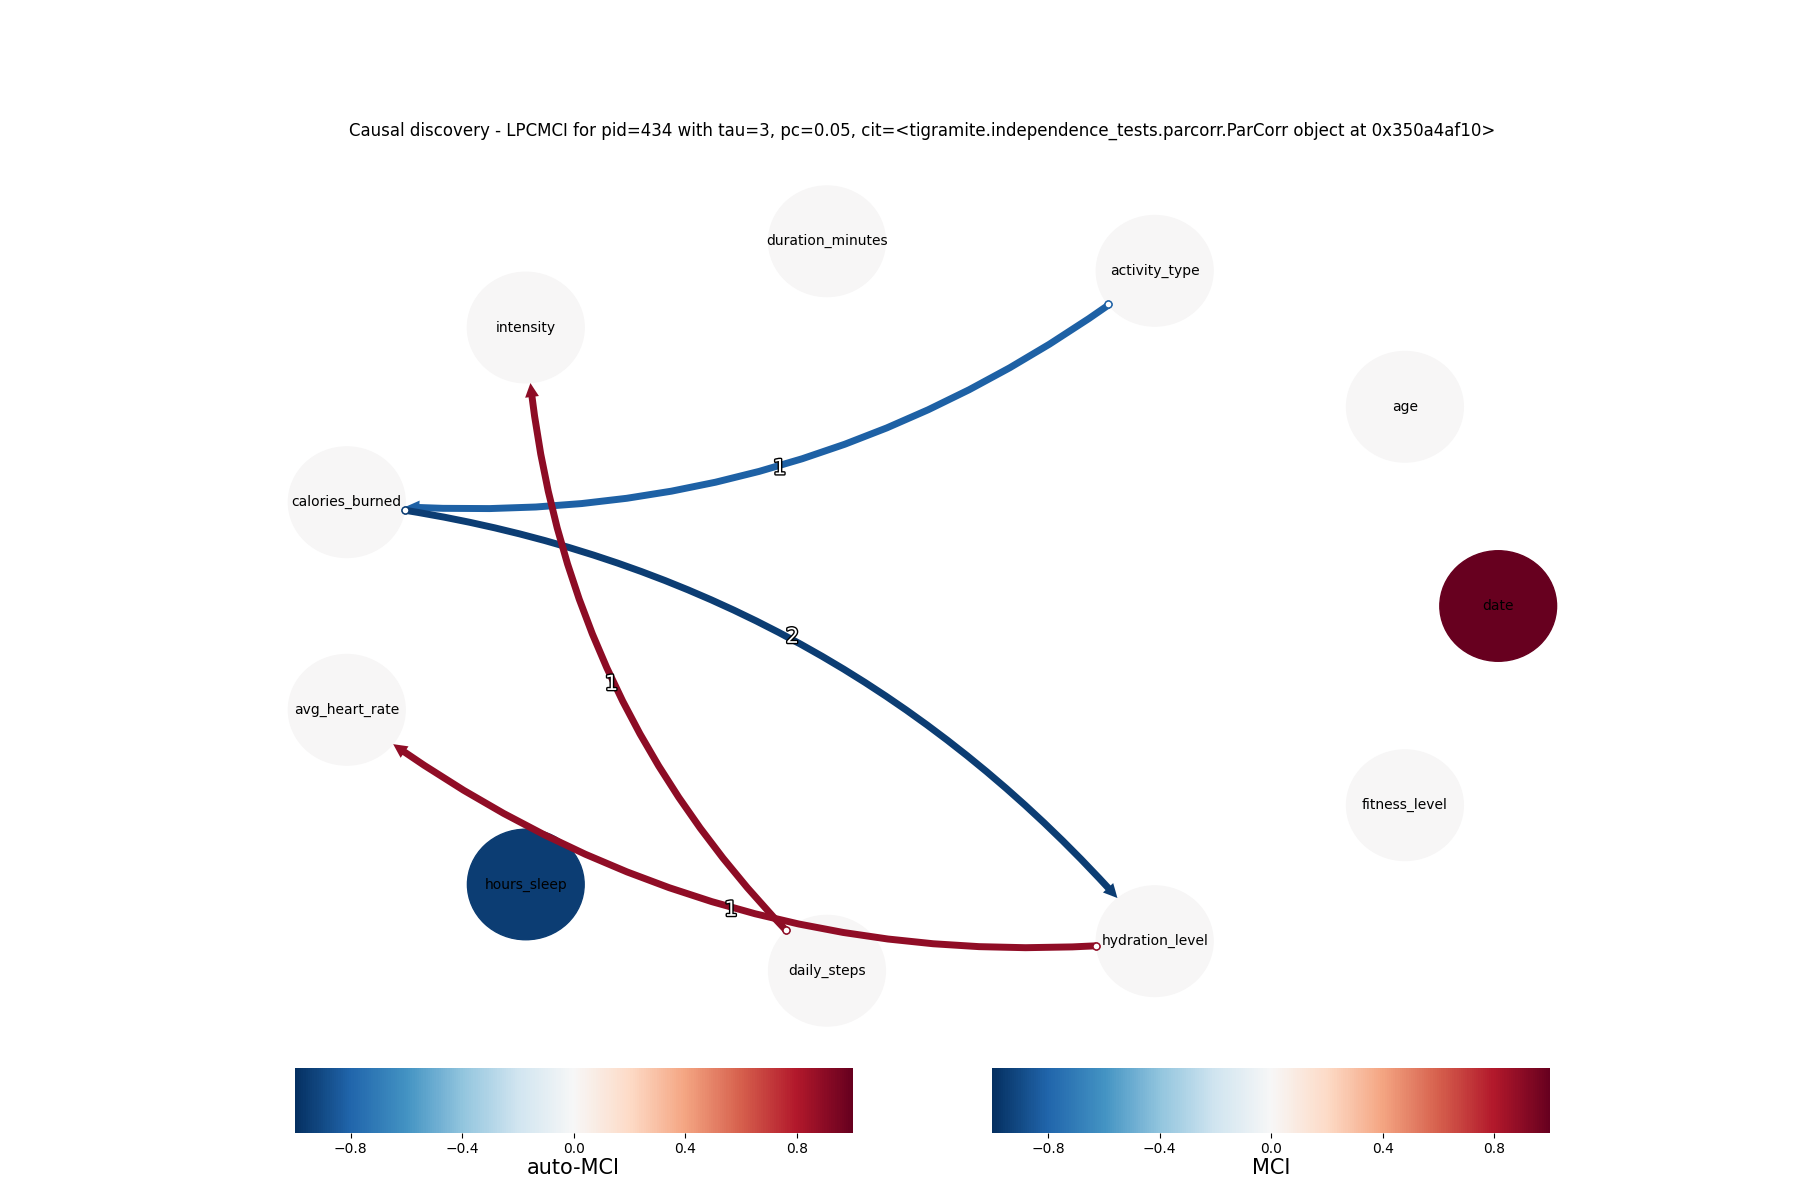 Causal discovery - LPCMCI for pid=434 with tau=3, pc=0.05, cit=<tigramite.independence_tests.parcorr.ParCorr object at 0x350a4af10>
duration_minutes
activity_type
intensity
age
1
calories_burned
date
2
1
avg_heart_rate
fitness_level
hours_sleep
1
hydration_level
daily_steps
−0.8 −0.4 0.0 0.4 0.8
auto-MCI
−0.8 −0.4 0.0 0.4 0.8
MCI